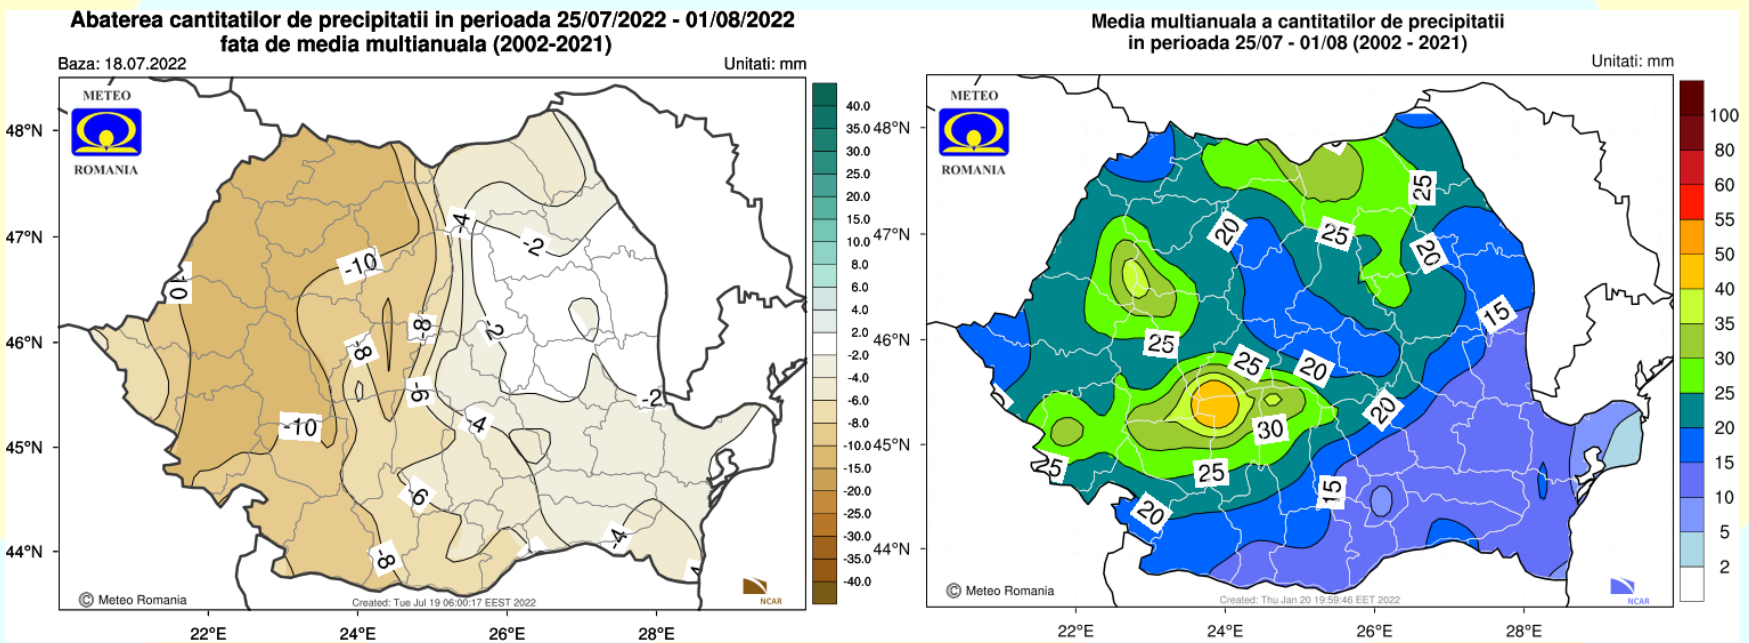 Abaterea cantitatilor de precipitatii in perioada 25/07/2022 - 01/08/2022
fata de media multianuala (2002-2021)
Baza: 18.07.2022
Unitati: mm
METEO
ROMANIA
48°N
47°N
46°N
45°N
44°N
22°E
24°E
26°E
28°E
-4
-2
-10
-8
-8
-2
-6
-2
-10
-4
-6
-4
-8
40.0
35.0
30.0
25.0
20.0
15.0
10.0
8.0
6.0
4.0
2.0
-2.0
-4.0
-6.0
-8.0
-10.0
-15.0
-20.0
-25.0
-30.0
-35.0
-40.0
© Meteo Romania
Created: Tue Jul 19 06:00:17 EEST 2022
NCAR
Media multianuala a cantitatilor de precipitatii
in perioada 25/07 - 01/08 (2002 - 2021)
Unitati: mm
METEO
ROMANIA
48°N
47°N
46°N
45°N
44°N
22°E
24°E
26°E
28°E
25
20
25
20
15
25
25
20
20
30
25
25
15
20
100
80
60
55
50
40
35
30
25
20
15
10
5
2
© Meteo Romania
Created: Thu Jan 20 19:59:46 EET 2022
NCAR